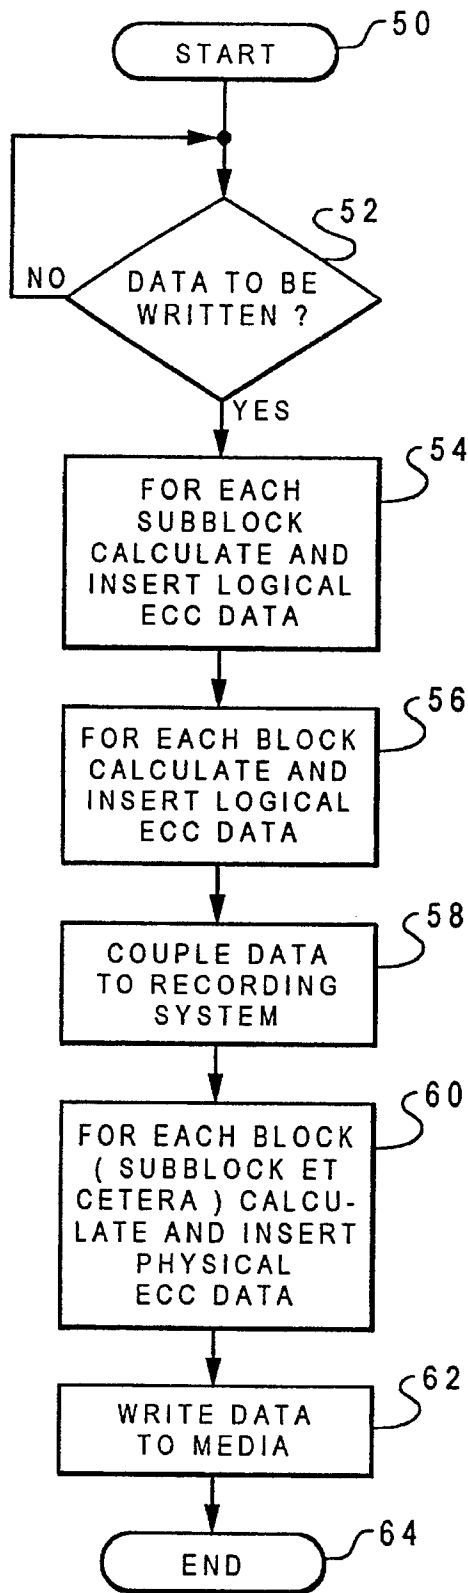 50
START
52
NO
DATA TO BE
WRITTEN ?
YES
54
FOR EACH
SUBBLOCK
CALCULATE AND
INSERT LOGICAL
ECC DATA
56
FOR EACH BLOCK
CALCULATE AND
INSERT LOGICAL
ECC DATA
58
COUPLE DATA
TO RECORDING
SYSTEM
60
FOR EACH BLOCK
( SUBBLOCK ET
CETERA ) CALCU-
LATE AND INSERT
PHYSICAL
ECC DATA
62
WRITE DATA
TO MEDIA
64
END